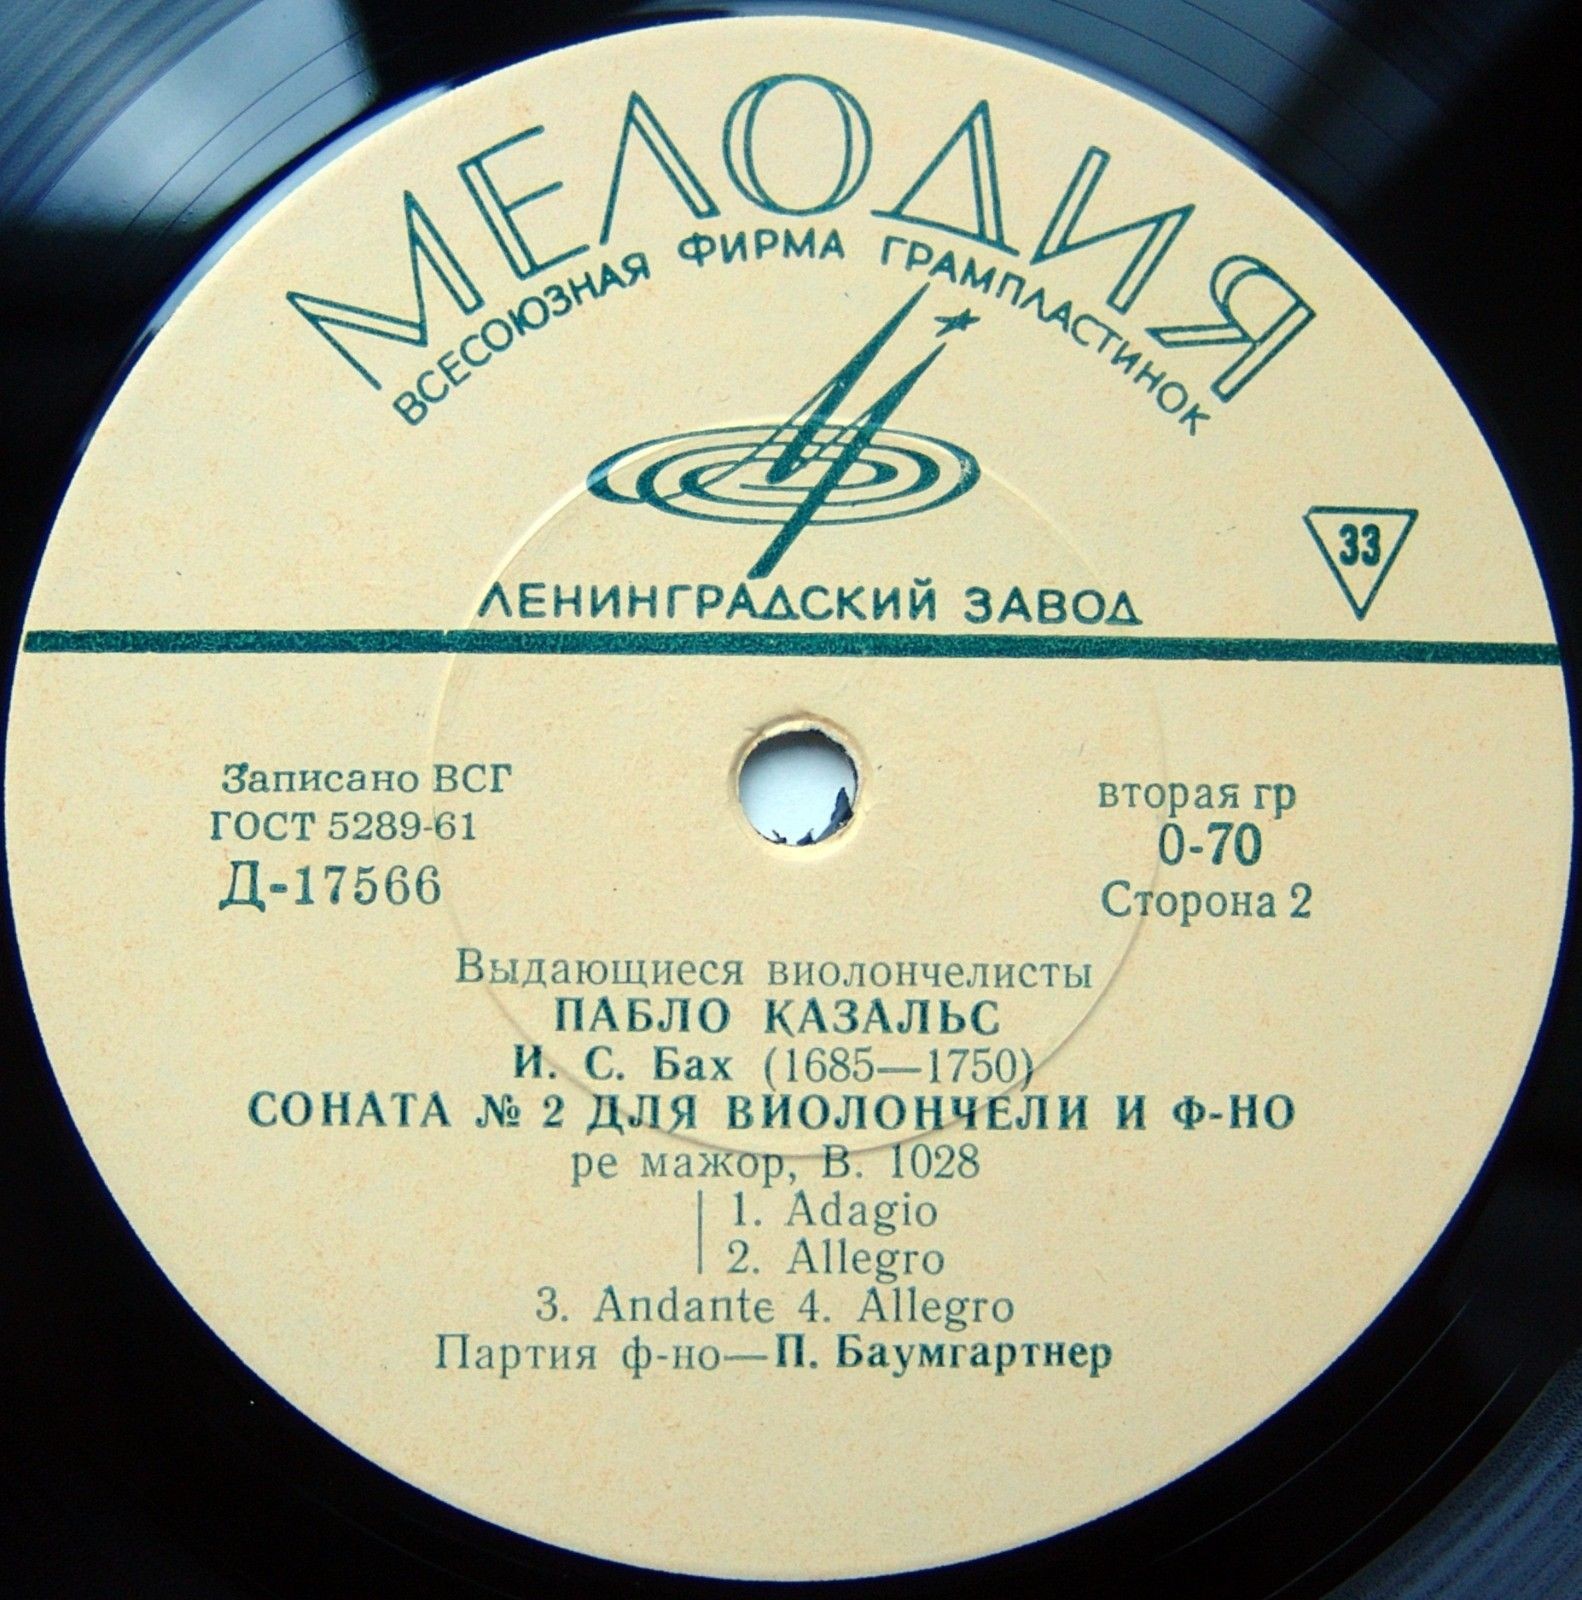 МЕЛОДИЯ
ВСЕСОЮЗНАЯ ФИРМА ГРАМПЛАСТИНОК
33
ЛЕНИНГРАДСКИЙ ЗАВОД
Записано ВСГ
ГОСТ 5289-61
Д-17566
вторая гр
0-70
Сторона 2
Выдающиеся виолончелисты
ПАБЛО КАЗАЛЬС
И. С. Бах (1685—1750)
СОНАТА № 2 ДЛЯ ВИОЛОНЧЕЛИ И Ф-НО
ре мажор, В. 1028
1. Adagio
2. Allegro
3. Andante 4. Allegro
Партия ф-но—П. Баумгартнер